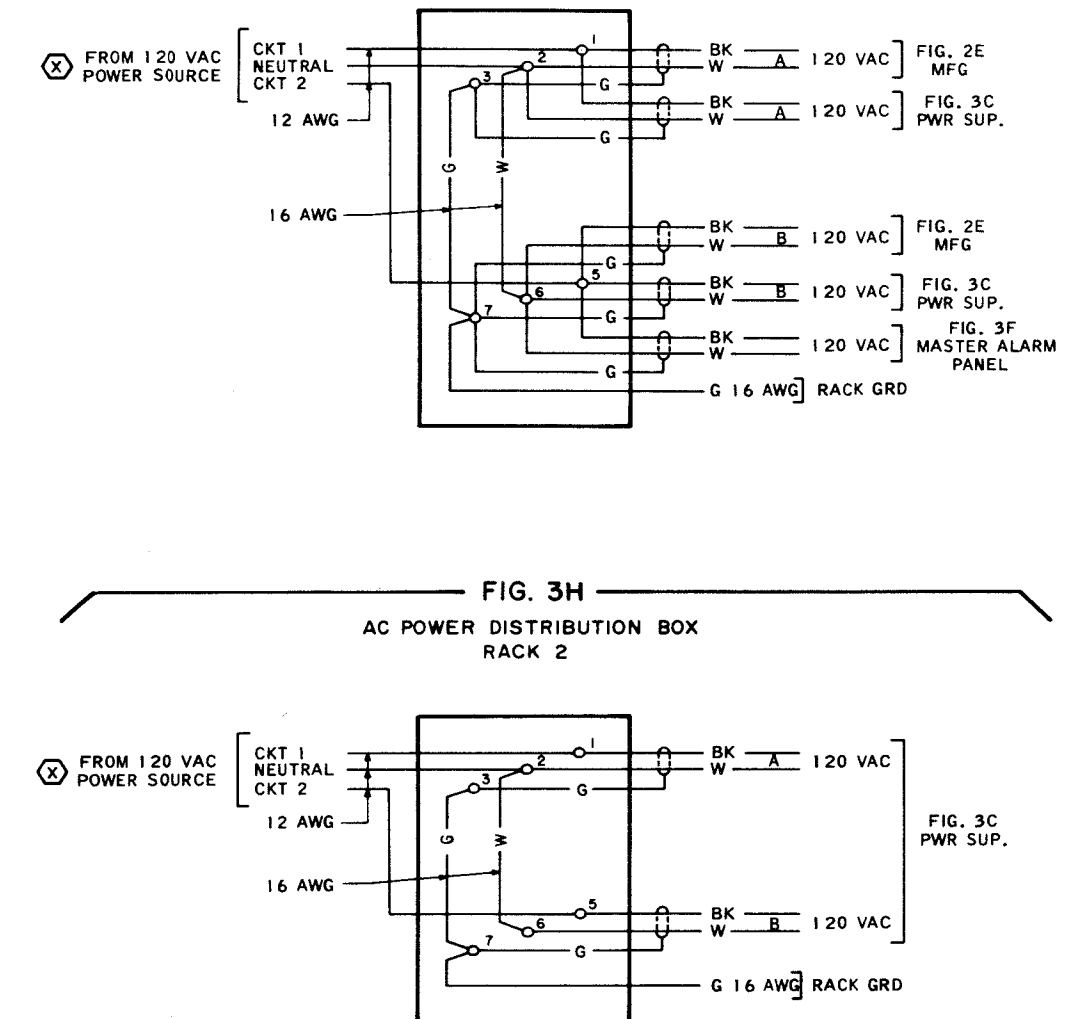 X FROM 120 VAC
POWER SOURCE
CKT 1
NEUTRAL
CKT 2
12 AWG
16 AWG
1
2
3
G
G
G
W
BK
W
A 120 VAC
FIG. 2E
MFG
BK
W
A 120 VAC
FIG. 3C
PWR SUP.
BK
W
B 120 VAC
FIG. 2E
MFG
G
5
BK
W
B 120 VAC
FIG. 3C
PWR SUP.
6
7
G
BK
W
120 VAC
FIG. 3F
MASTER ALARM
PANEL
G
G 16 AWG RACK GRD
FIG. 3H
AC POWER DISTRIBUTION BOX
RACK 2
X FROM 120 VAC
POWER SOURCE
CKT 1
NEUTRAL
CKT 2
12 AWG
16 AWG
1
2
3
G
G
W
BK
W
A 120 VAC
FIG. 3C
PWR SUP.
5
6
7
G
BK
W
B 120 VAC
G 16 AWG RACK GRD